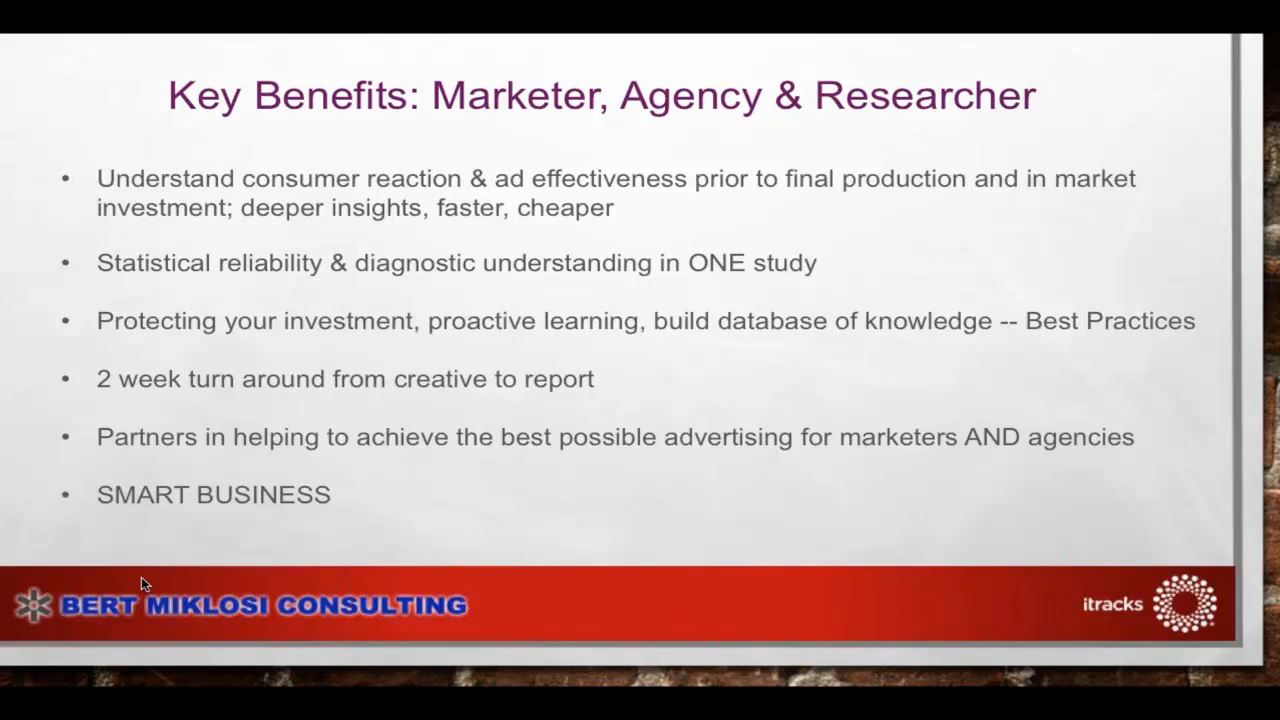 Key Benefits: Marketer, Agency & Researcher
• Understand consumer reaction & ad effectiveness prior to final production and in market
investment; deeper insights, faster, cheaper
• Statistical reliability & diagnostic understanding in ONE study
• Protecting your investment, proactive learning, build database of knowledge -- Best Practices
• 2 week turn around from creative to report
• Partners in helping to achieve the best possible advertising for marketers AND agencies
• SMART BUSINESS
BERT MIKLOSI CONSULTING
itracks